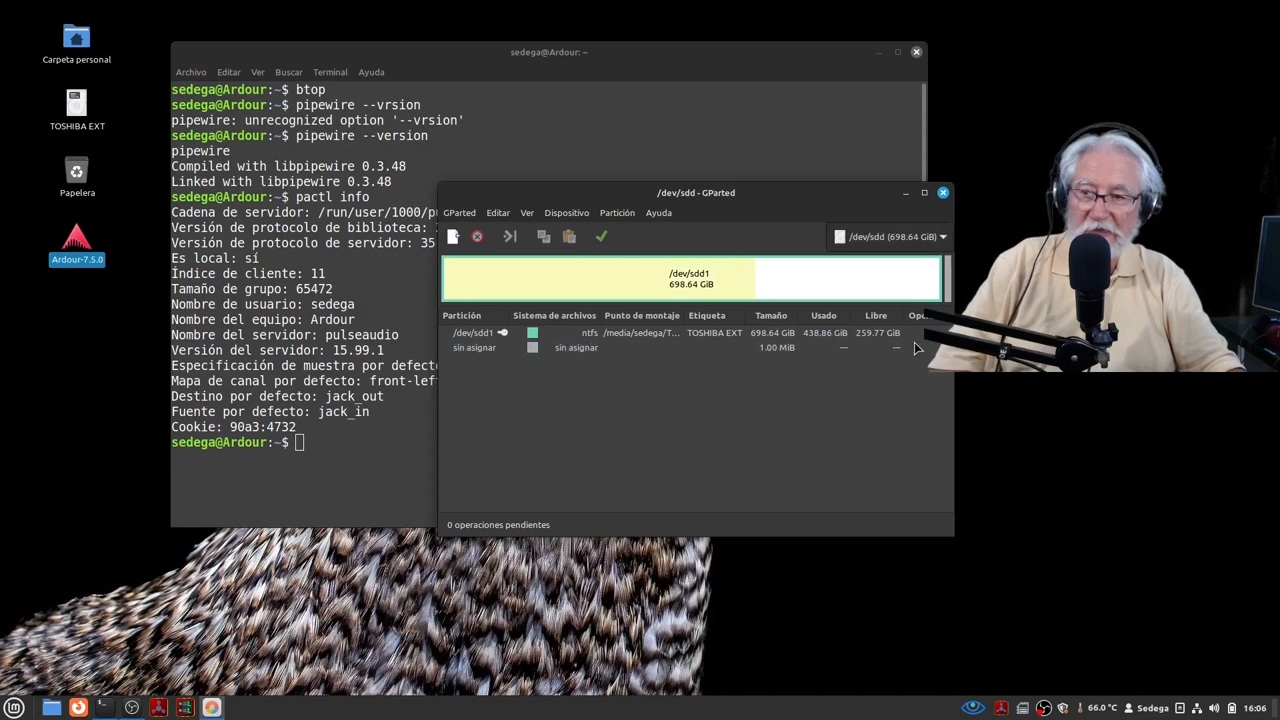 Carpeta personal
TOSHIBA EXT
Papelera
Ardour-7.5.0
sedega@Ardour: ~
Archivo Editar Ver Buscar Terminal Ayuda
sedega@Ardour:~$ btop
sedega@Ardour:~$ pipewire --vrsion
pipewire: unrecognized option '--vrsion'
sedega@Ardour:~$ pipewire --version
pipewire
Compiled with libpipewire 0.3.48
Linked with libpipewire 0.3.48
sedega@Ardour:~$ pactl info
Cadena de servidor: /run/user/1000/pu
Versión de protocolo de biblioteca:
Versión de protocolo de servidor: 35
Es local: sí
Índice de cliente: 11
Tamaño de grupo: 65472
Nombre de usuario: sedega
Nombre del equipo: Ardour
Nombre del servidor: pulseaudio
Versión del servidor: 15.99.1
Especificación de muestra por defecto
Mapa de canal por defecto: front-lef
Destino por defecto: jack_out
Fuente por defecto: jack_in
Cookie: 90a3:4732
sedega@Ardour:~$
/dev/sdd - GParted
GParted Editar Ver Dispositivo Partición Ayuda
/dev/sdd (698.64 GiB)
/dev/sdd1
698.64 GiB
Partición Sistema de archivos Punto de montaje Etiqueta Tamaño Usado Libre Opc
/dev/sdd1 ntfs /media/sedega/T... TOSHIBA EXT 698.64 GiB 438.86 GiB 259.77 GiB
sin asignar sin asignar 1.00 MiB --- ---
0 operaciones pendientes
66.0 °C Sedega 16:06